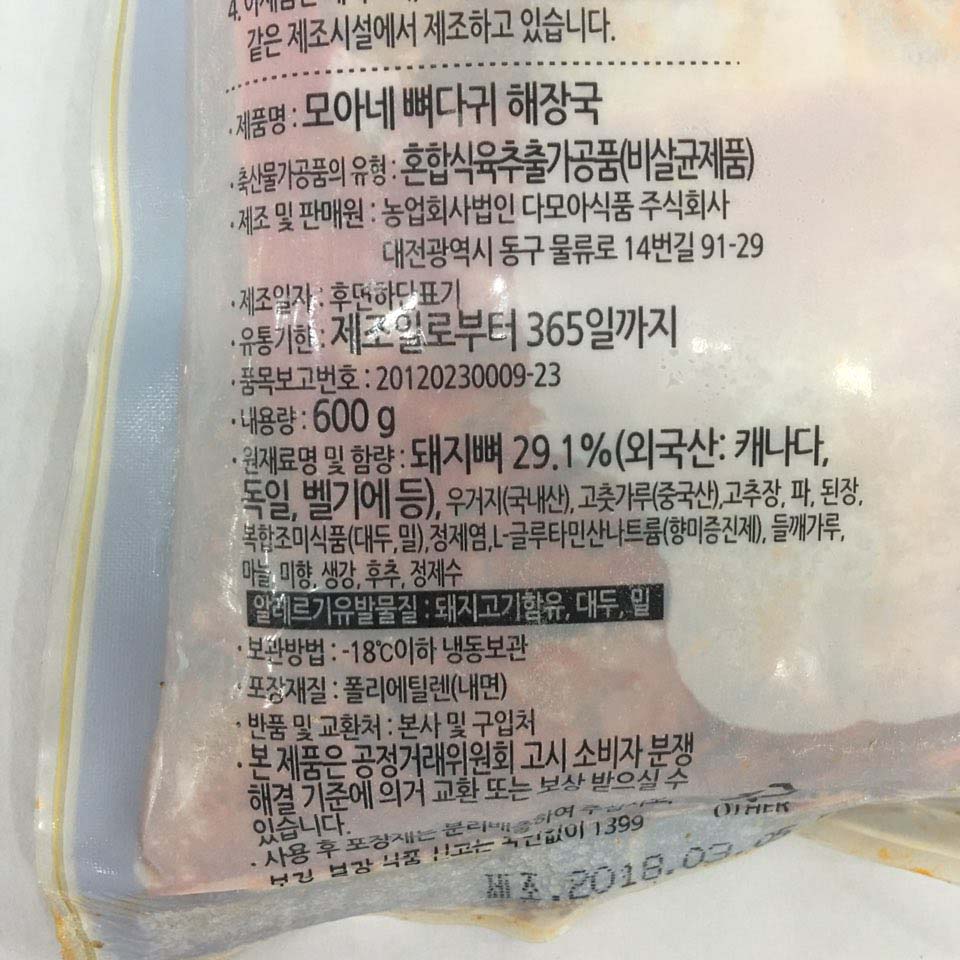 같은 제조시설에서 제조하고 있습니다.
·제품명 : 모아네 뼈다귀 해장국
·축산물가공품의 유형 : 혼합식육추출가공품(비살균제품)
·제조 및 판매원 : 농업회사법인 다모아식품 주식회사
대전광역시 동구 물류로 14번길 91-29
·제조일자 : 후면하단표기
·유통기한 : 제조일로부터 365일까지
·품목보고번호 : 20120230009-23
·내용량 : 600 g
·원재료명 및 함량 : 돼지뼈 29.1%(외국산: 캐나다,
독일, 벨기에 등), 우거지(국내산), 고춧가루(중국산),고추장, 파, 된장,
복합조미식품(대두,밀),정제염,L-글루타민산나트륨(향미증진제), 들깨가루,
마늘, 미향, 생강, 후추, 정제수
알레르기유발물질 : 돼지고기함유, 대두, 밀
·보관방법 : -18℃이하 냉동보관
·포장재질 : 폴리에틸렌(내면)
·반품 및 교환처 : 본사 및 구입처
·본 제품은 공정거래위원회 고시 소비자 분쟁
해결 기준에 의거 교환 또는 보상 받으실 수
있습니다.
·사용 후 포장재는 분리배출하여
1399
OTHER
제조.2018.03.